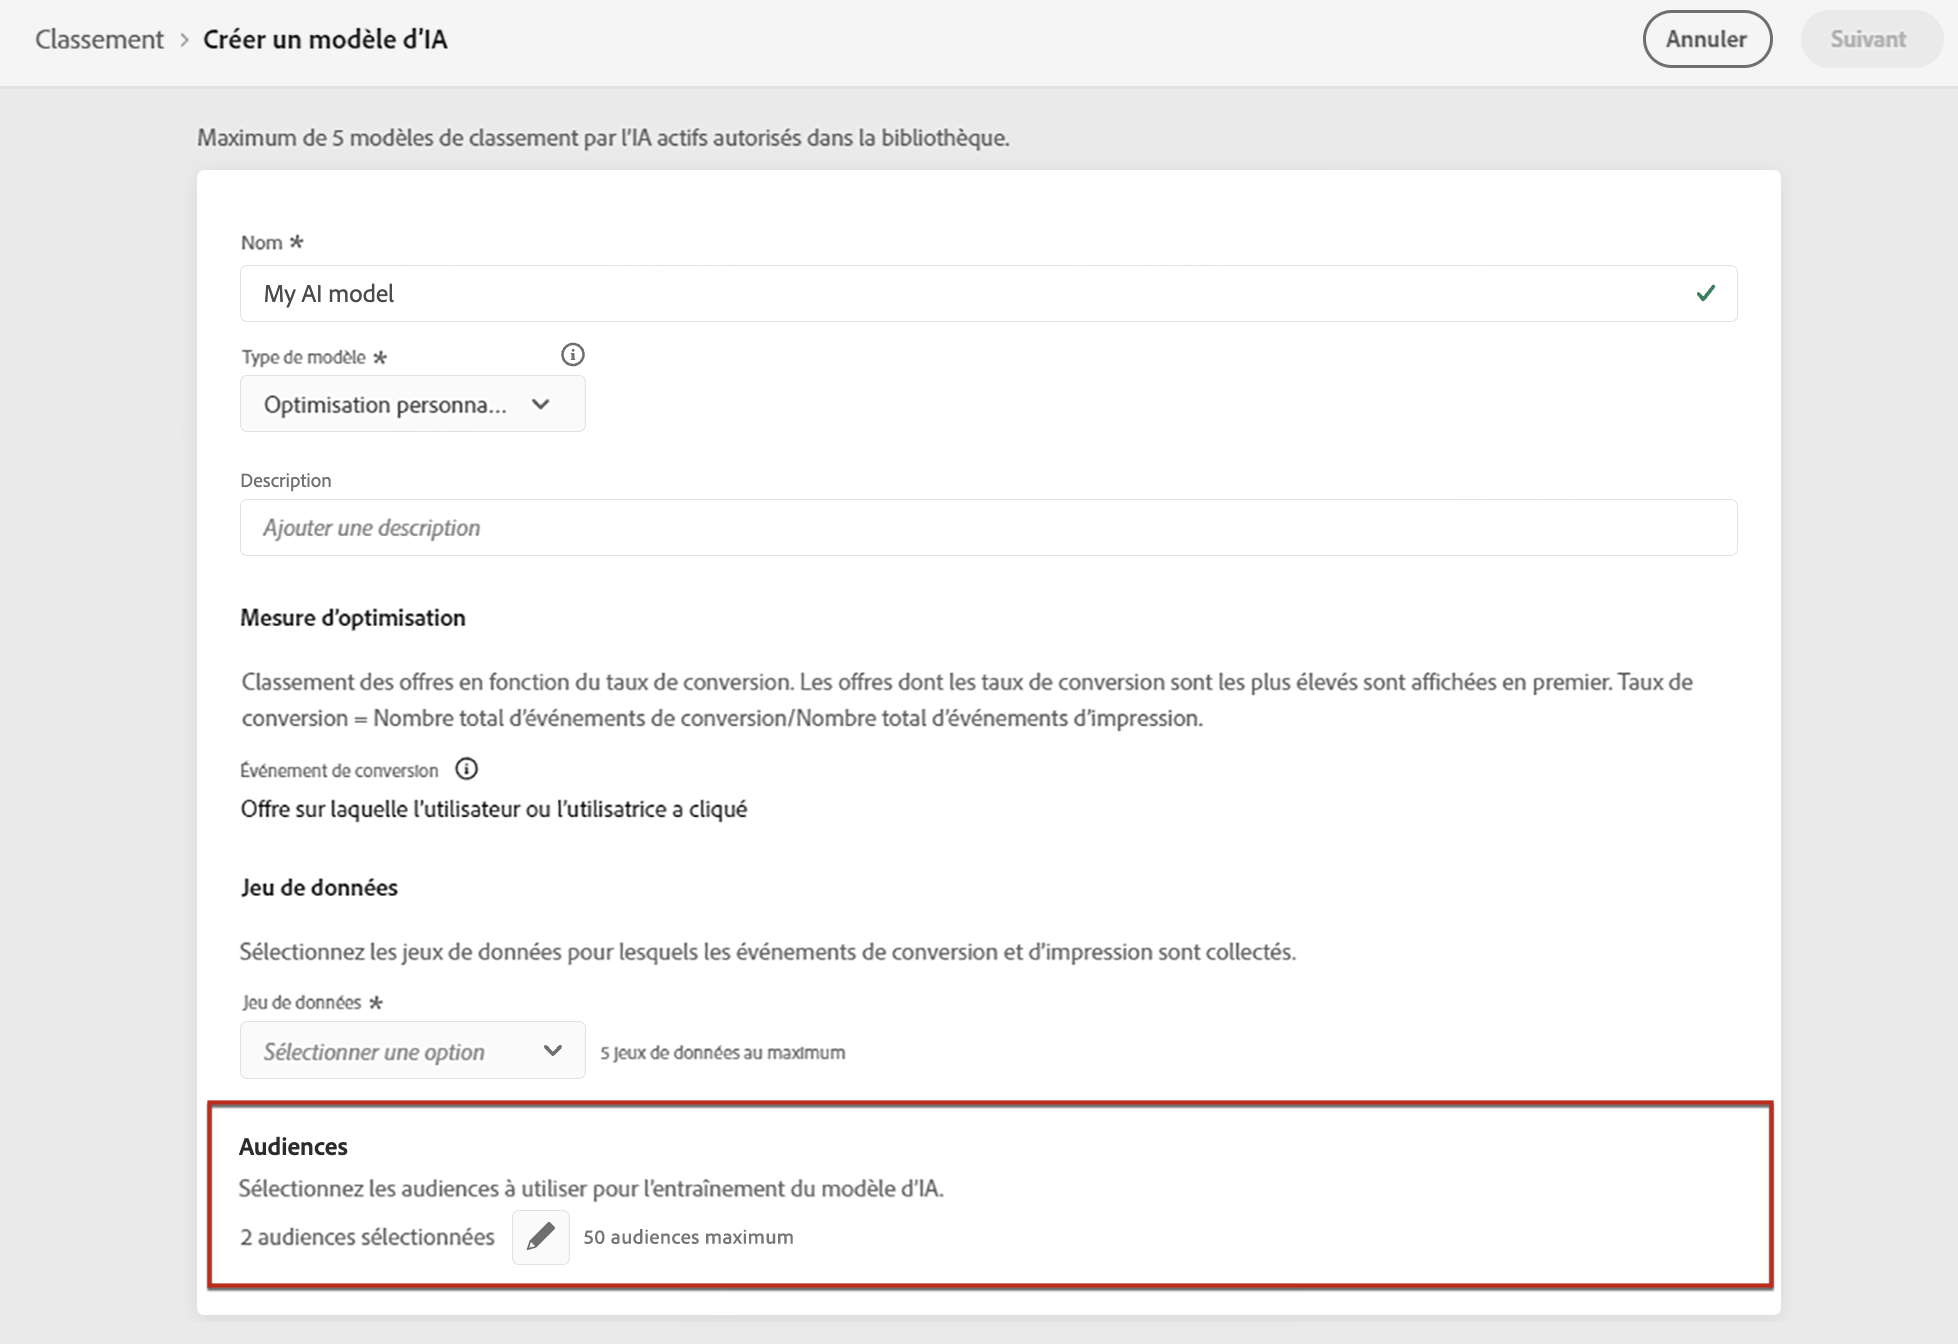 Classement > Créer un modèle d'IA
Annuler
Suivant
Maximum de 5 modèles de classement par l'IA actifs autorisés dans la bibliothèque.
Nom *
My AI model
Type de modèle *
Optimisation personna...
Description
Ajouter une description
Mesure d'optimisation
Classement des offres en fonction du taux de conversion. Les offres dont les taux de conversion sont les plus élevés sont affichées en premier. Taux de
conversion = Nombre total d'événements de conversion/Nombre total d'événements d'impression.
Événement de conversion
Offre sur laquelle l'utilisateur ou l'utilisatrice a cliqué
Jeu de données
Sélectionnez les jeux de données pour lesquels les événements de conversion et d'impression sont collectés.
Jeu de données *
Sélectionner une option
5 jeux de données au maximum
Audiences
Sélectionnez les audiences à utiliser pour l'entraînement du modèle d'IA.
2 audiences sélectionnées
50 audiences maximum